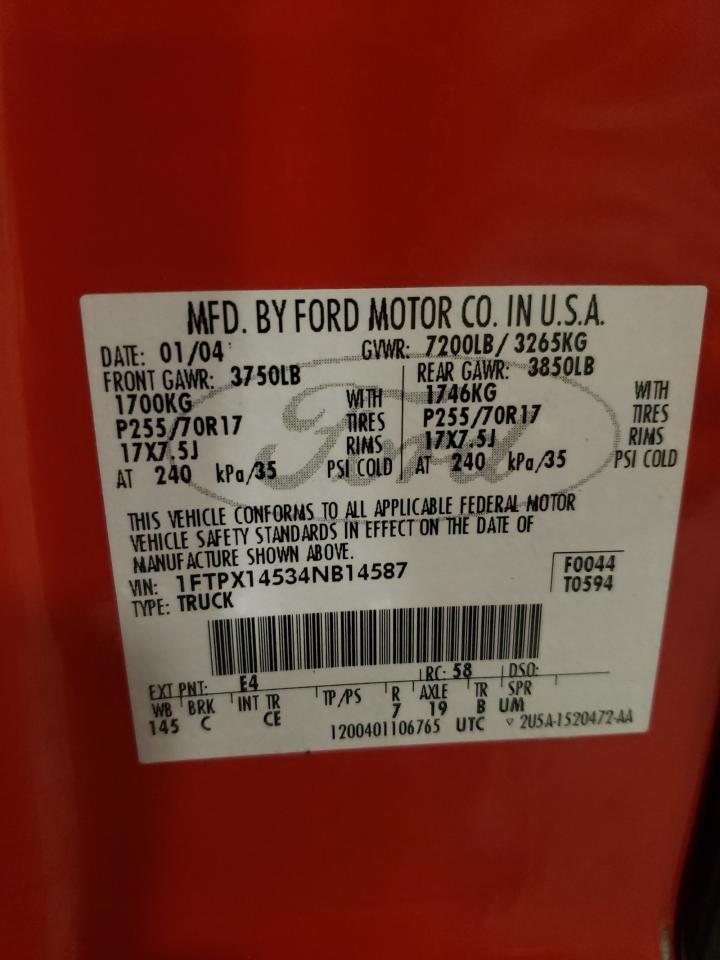 MFD. BY FORD MOTOR CO. IN U.S.A.
DATE: 01/04 GVWR: 7200LB/ 3265KG
FRONT GAWR: 3750LB REAR GAWR: 3850LB
1700KG WITH 1746KG WITH
P255/70R17 TIRES P255/70R17 TIRES
17X7.5J RIMS 17X7.5J RIMS
AT 240 kPa/35 PSI COLD AT 240 kPa/35 PSI COLD
Ford
THIS VEHICLE CONFORMS TO ALL APPLICABLE FEDERAL MOTOR
VEHICLE SAFETY STANDARDS IN EFFECT ON THE DATE OF
MANUFACTURE SHOWN ABOVE.
VIN: 1FTPX14534NB14587 F0044
TYPE: TRUCK T0594
EXT PNT: E4 RC: 58 DSO:
WB BRK INT TR TP/PS R AXLE TR SPR
145 C CE 7 19 B UM
1200401106765 UTC ▽ 2U5A-1520472-AA